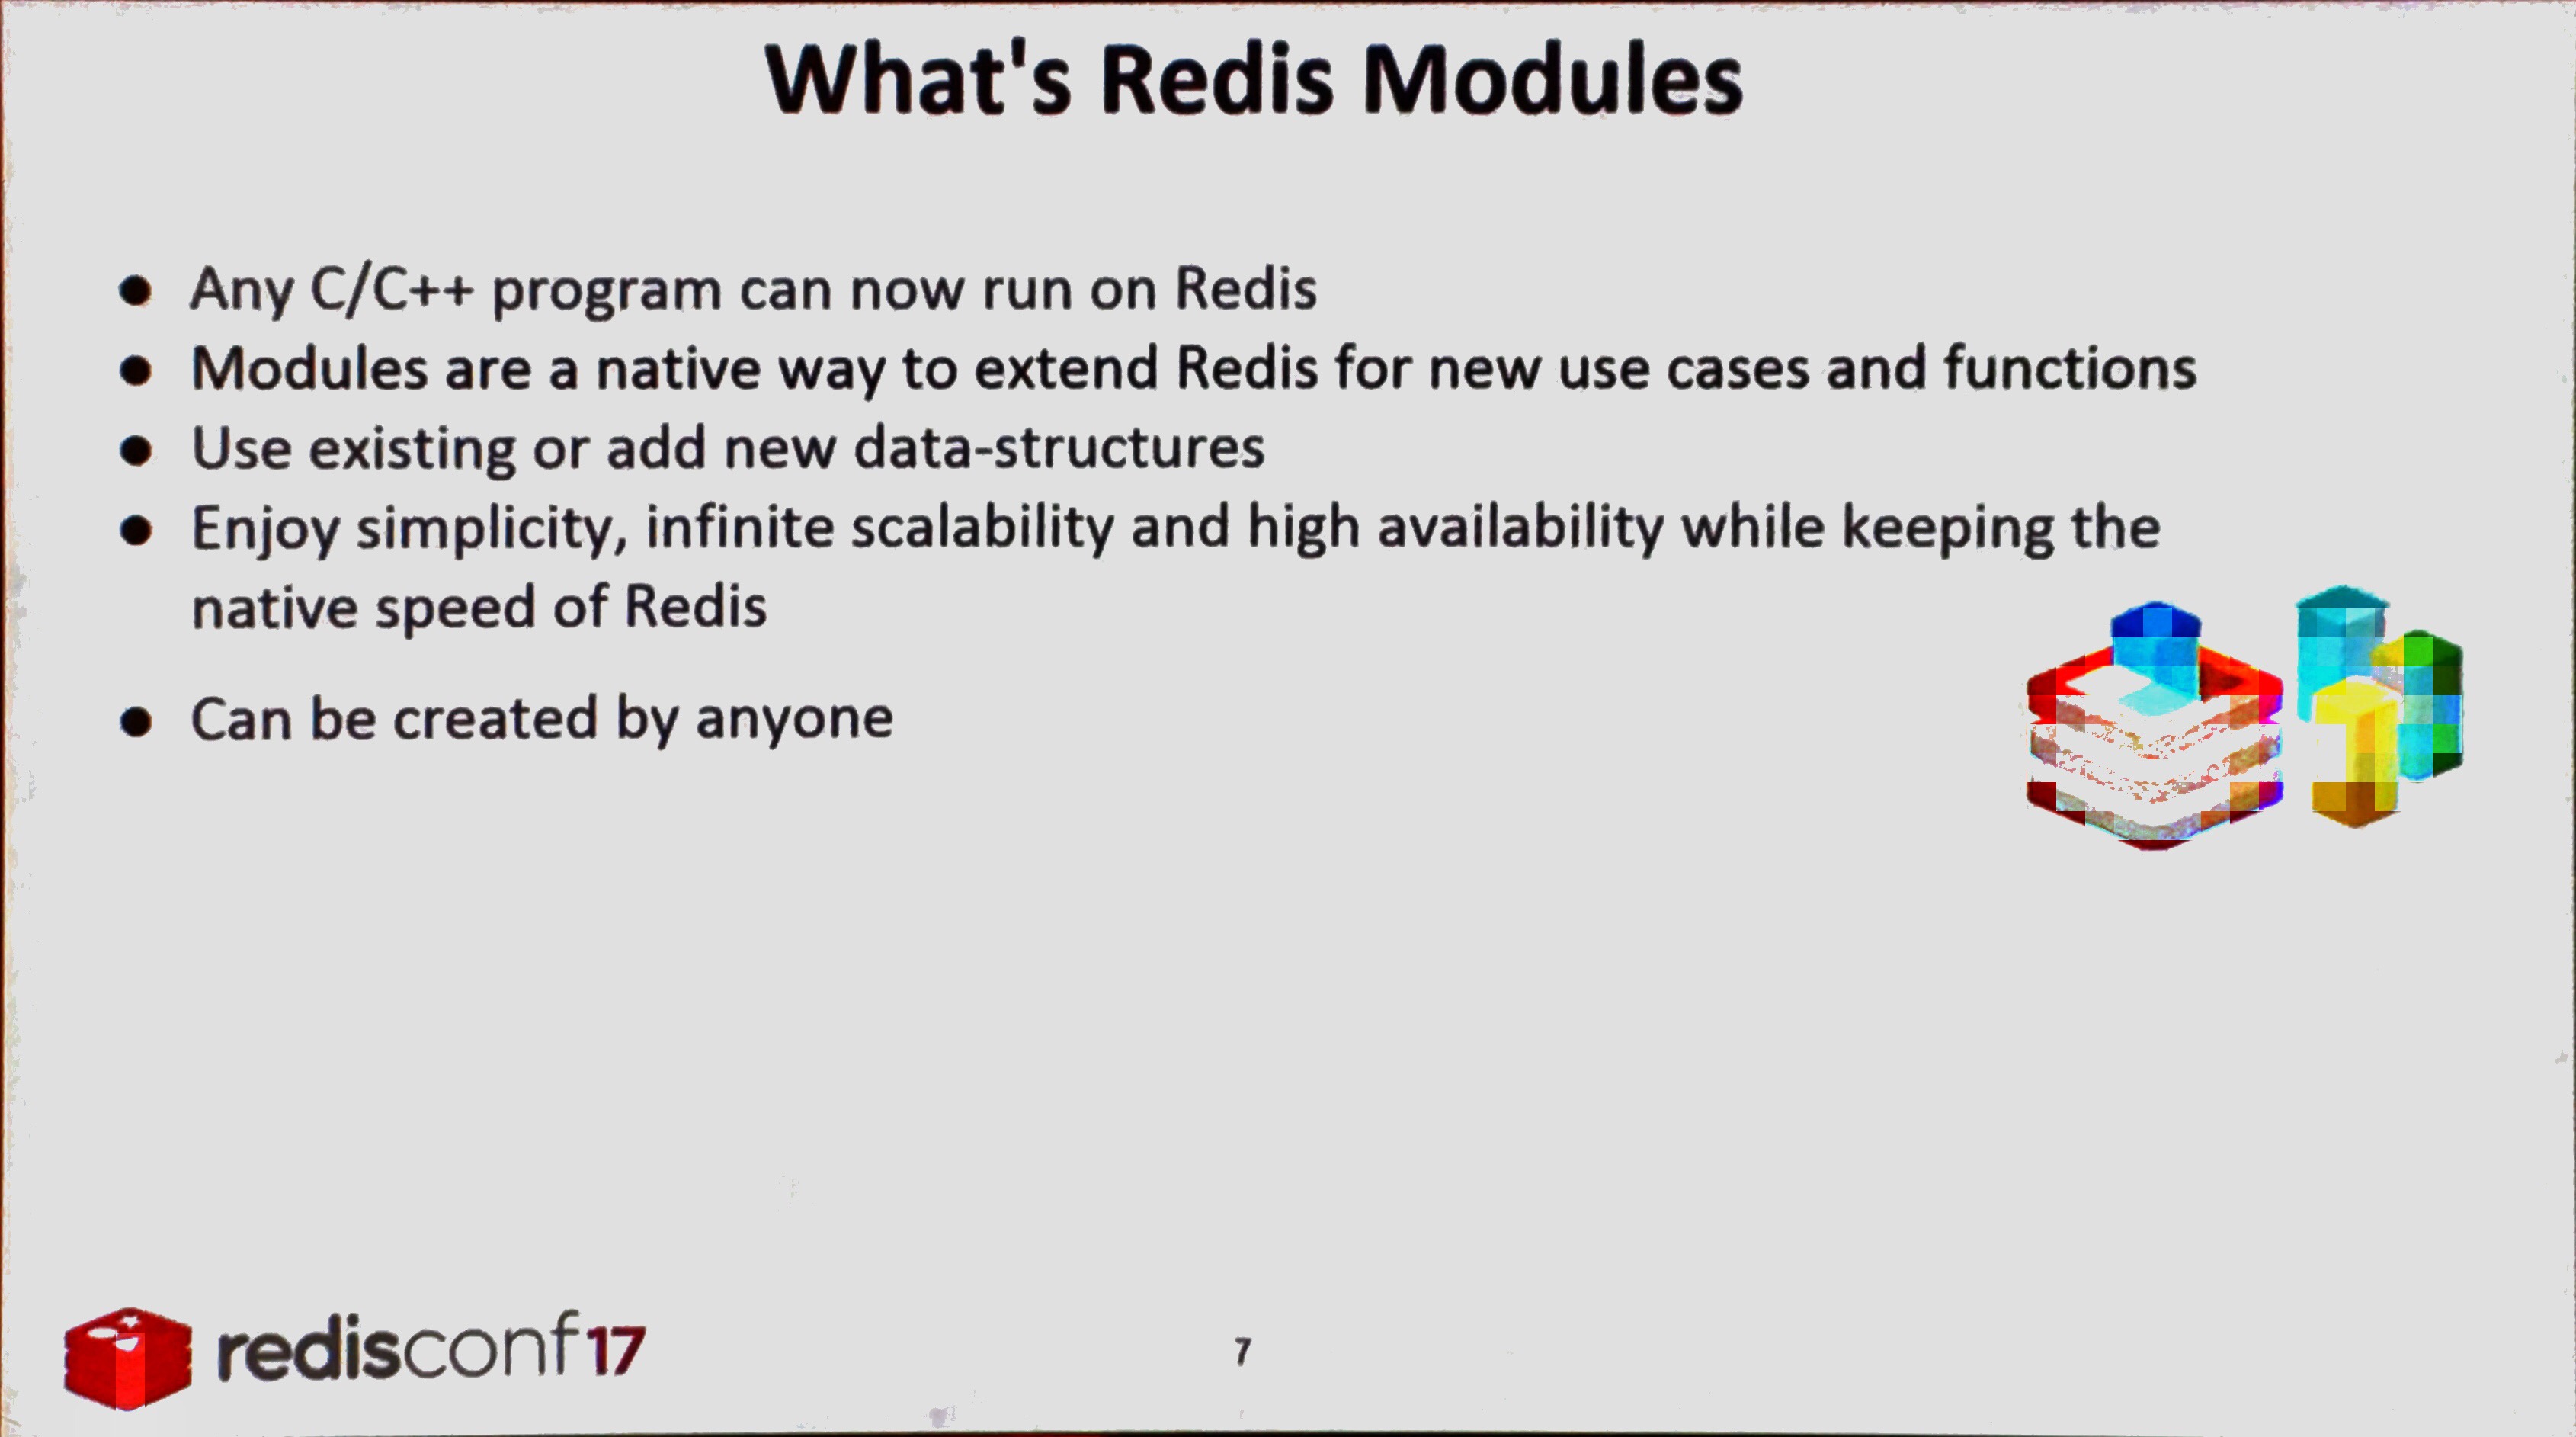 What's Redis Modules
● Any C/C++ program can now run on Redis
● Modules are a native way to extend Redis for new use cases and functions
● Use existing or add new data-structures
● Enjoy simplicity, infinite scalability and high availability while keeping the
native speed of Redis
● Can be created by anyone
redisconf17
7